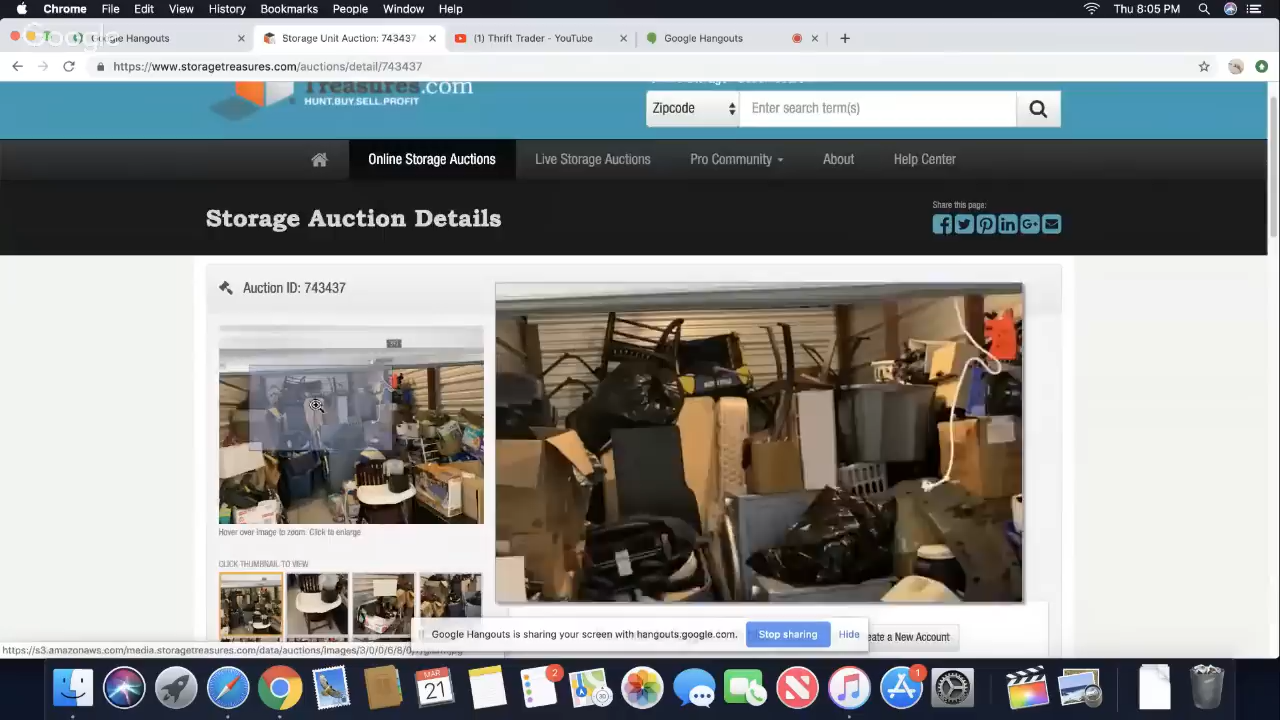 Chrome File Edit View History Bookmarks People Window Help Thu 8:05 PM
Google
Google Hangouts × Storage Unit Auction: 743437 × (1) Thrift Trader - YouTube × Google Hangouts × +
https://www.storagetreasures.com/auctions/detail/743437
Treasures.com
HUNT.BUY.SELL.PROFIT
Zipcode Enter search term(s)
Online Storage Auctions Live Storage Auctions Pro Community About Help Center
Storage Auction Details
Share this page:
Auction ID: 743437
Hover over image to zoom. Click to enlarge
CLICK THUMBNAIL TO VIEW
Google Hangouts is sharing your screen with hangouts.google.com. Stop sharing Hide
eate a New Account
MAR
21
2
1